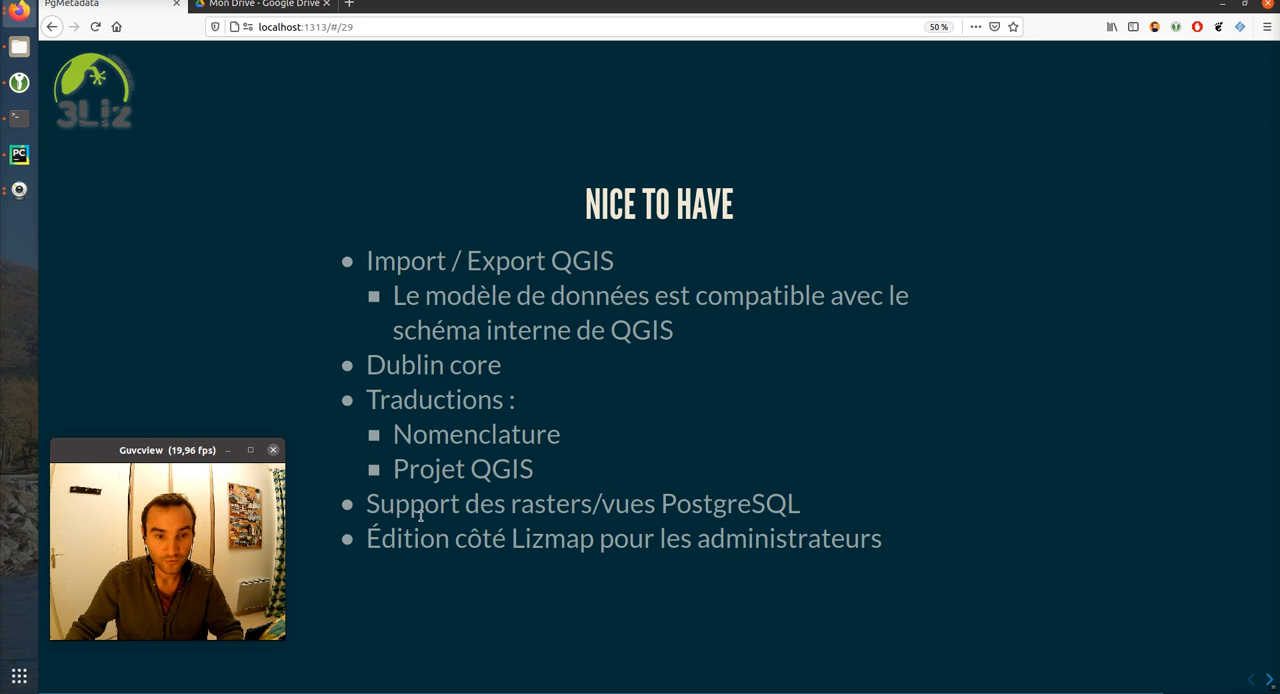 PgMetadata
Mon Drive - Google Drive
localhost:1313/#/29
50 %
3Liz
NICE TO HAVE
Import / Export QGIS
Le modèle de données est compatible avec le
schéma interne de QGIS
Dublin core
Traductions :
Nomenclature
Projet QGIS
Support des rasters/vues PostgreSQL
Édition côté Lizmap pour les administrateurs
Guvcview (19,96 fps)
PC